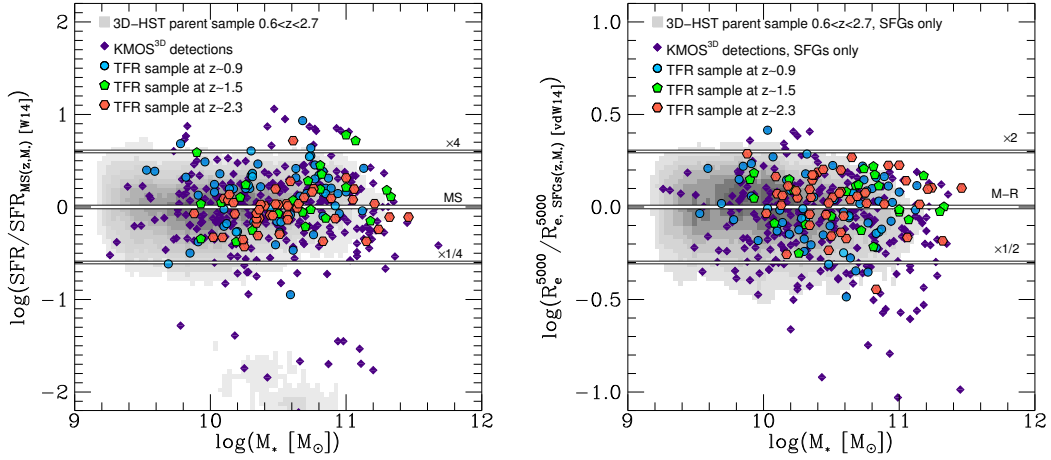 3D-HST parent sample 0.6<z<2.7
KMOS3D detections
TFR sample at z~0.9
TFR sample at z~1.5
TFR sample at z~2.3
×4
MS
×1/4
2
1
0
−1
−2
9
10
11
12
log(SFR/SFRMS(z,M*) [W14])
log(M* [M⊙])
3D-HST parent sample 0.6<z<2.7, SFGs only
KMOS3D detections, SFGs only
TFR sample at z~0.9
TFR sample at z~1.5
TFR sample at z~2.3
×2
M−R
×1/2
1.0
0.5
0.0
−0.5
−1.0
9
10
11
12
log(Re5000/Re, SFGs(z,M*)5000 [vdW14])
log(M* [M⊙])